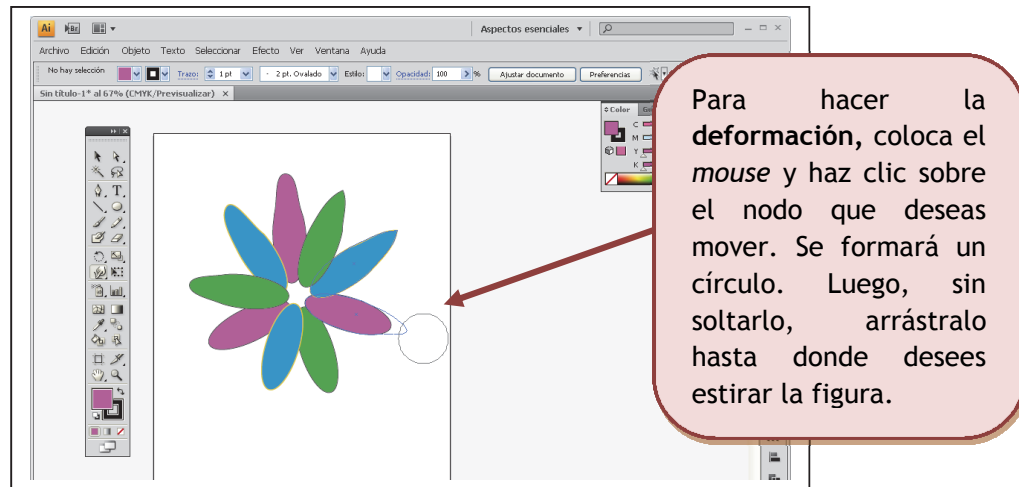 Ai Br Aspectos esenciales
Archivo Edición Objeto Texto Seleccionar Efecto Ver Ventana Ayuda
No hay selección Trazo: 1 pt 2 pt. Ovalado Estilo: Opacidad: 100 % Ajustar documento Preferencias
Sin título-1* al 67% (CMYK/Previsualizar) ×
Color
C
M
Y
K
T
Para hacer la
deformación, coloca el
mouse y haz clic sobre
el nodo que deseas
mover. Se formará un
círculo. Luego, sin
soltarlo, arrástralo
hasta donde desees
estirar la figura.